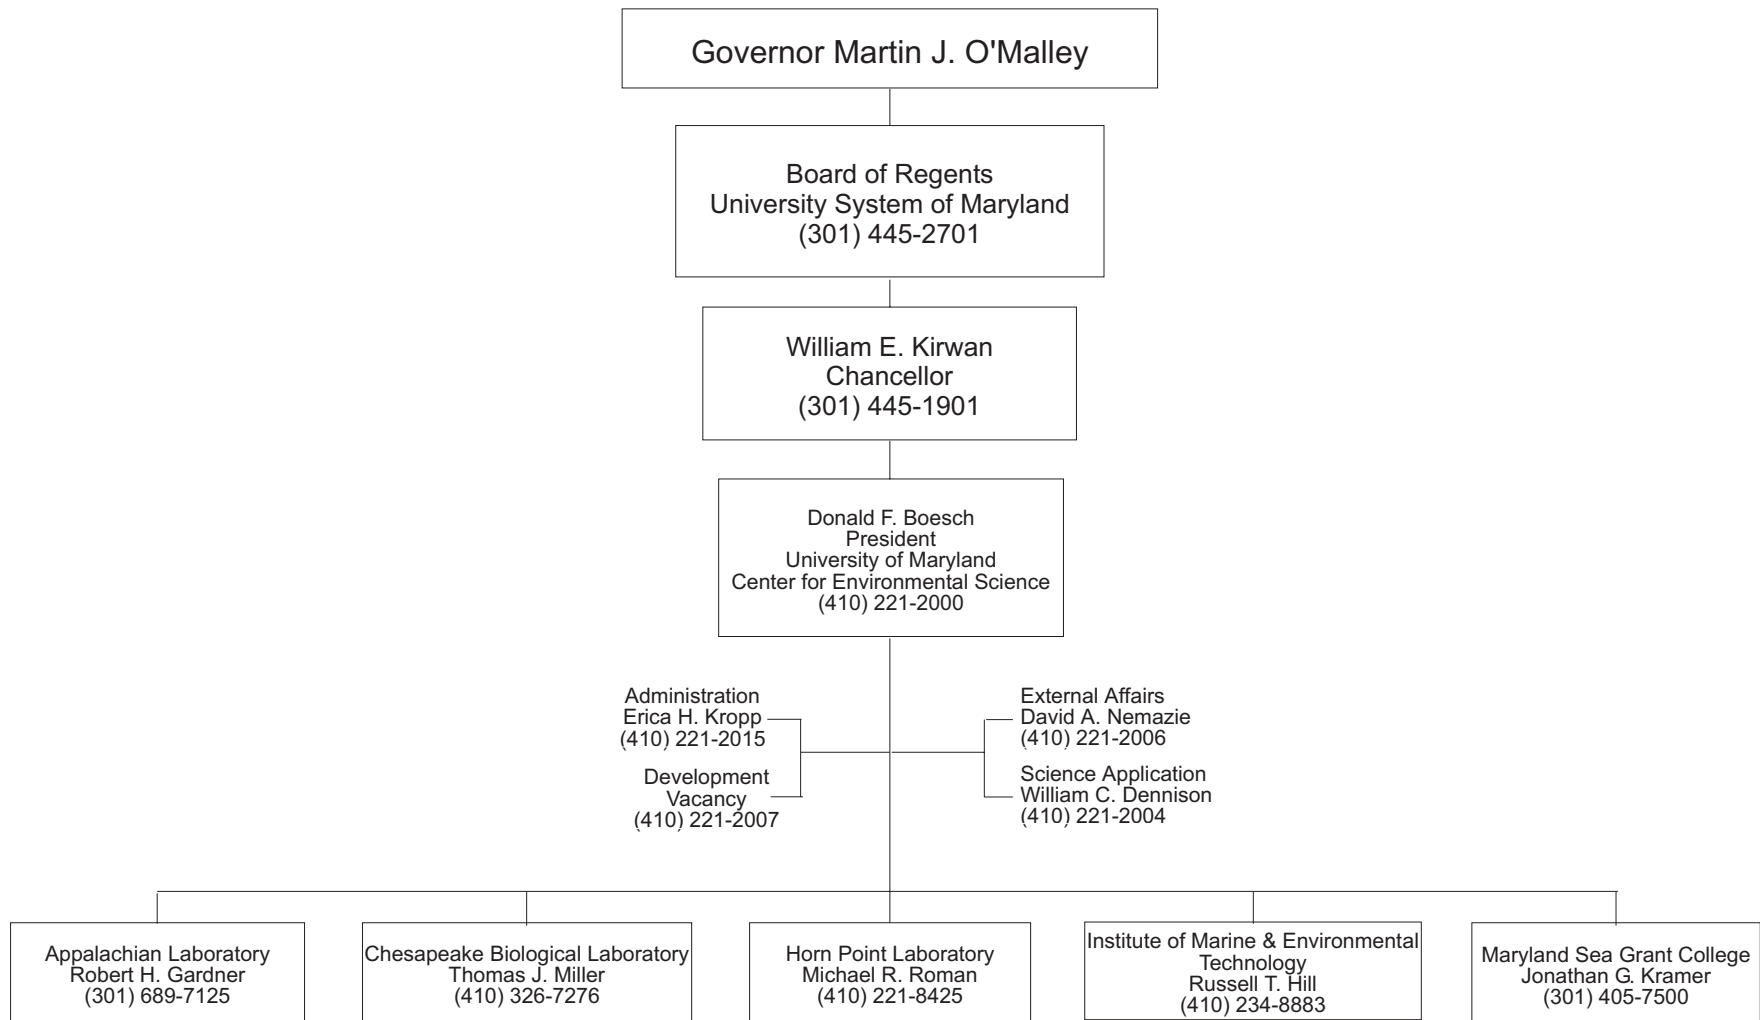 Governor Martin J. O'Malley
Board of Regents
University System of Maryland
(301) 445-2701
William E. Kirwan
Chancellor
(301) 445-1901
Donald F. Boesch
President
University of Maryland
Center for Environmental Science
(410) 221-2000
Administration
Erica H. Kropp
(410) 221-2015
Development
Vacancy
(410) 221-2007
External Affairs
David A. Nemazie
(410) 221-2006
Science Application
William C. Dennison
(410) 221-2004
Appalachian Laboratory
Robert H. Gardner
(301) 689-7125
Chesapeake Biological Laboratory
Thomas J. Miller
(410) 326-7276
Horn Point Laboratory
Michael R. Roman
(410) 221-8425
Institute of Marine & Environmental
Technology
Russell T. Hill
(410) 234-8883
Maryland Sea Grant College
Jonathan G. Kramer
(301) 405-7500